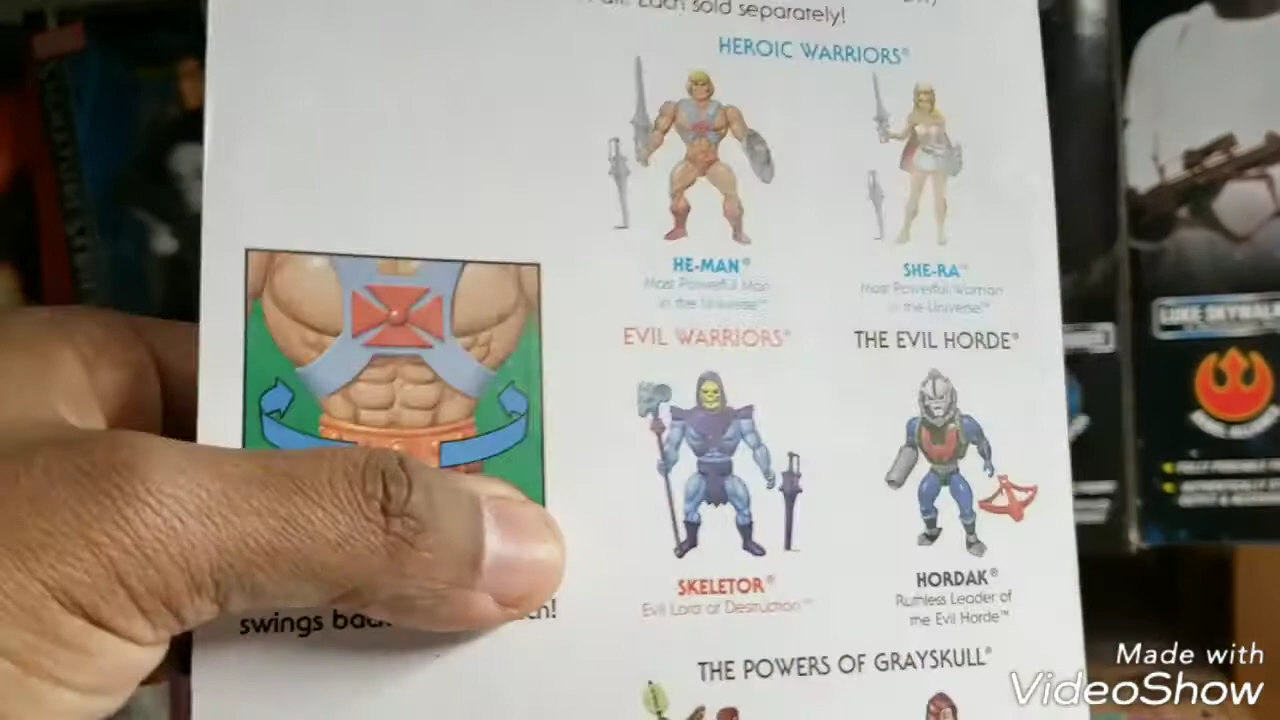 Each sold separately!
HEROIC WARRIORS®
HE-MAN®
Most Powerful Man
in the Universe™
SHE-RA™
Most Powerful Woman
in the Universe™
EVIL WARRIORS®
THE EVIL HORDE®
SKELETOR®
Evil Lord of Destruction™
HORDAK®
Ruthless Leader of
the Evil Horde™
swings back
THE POWERS OF GRAYSKULL®
LUKE SKYWAL
Made with
VideoShow